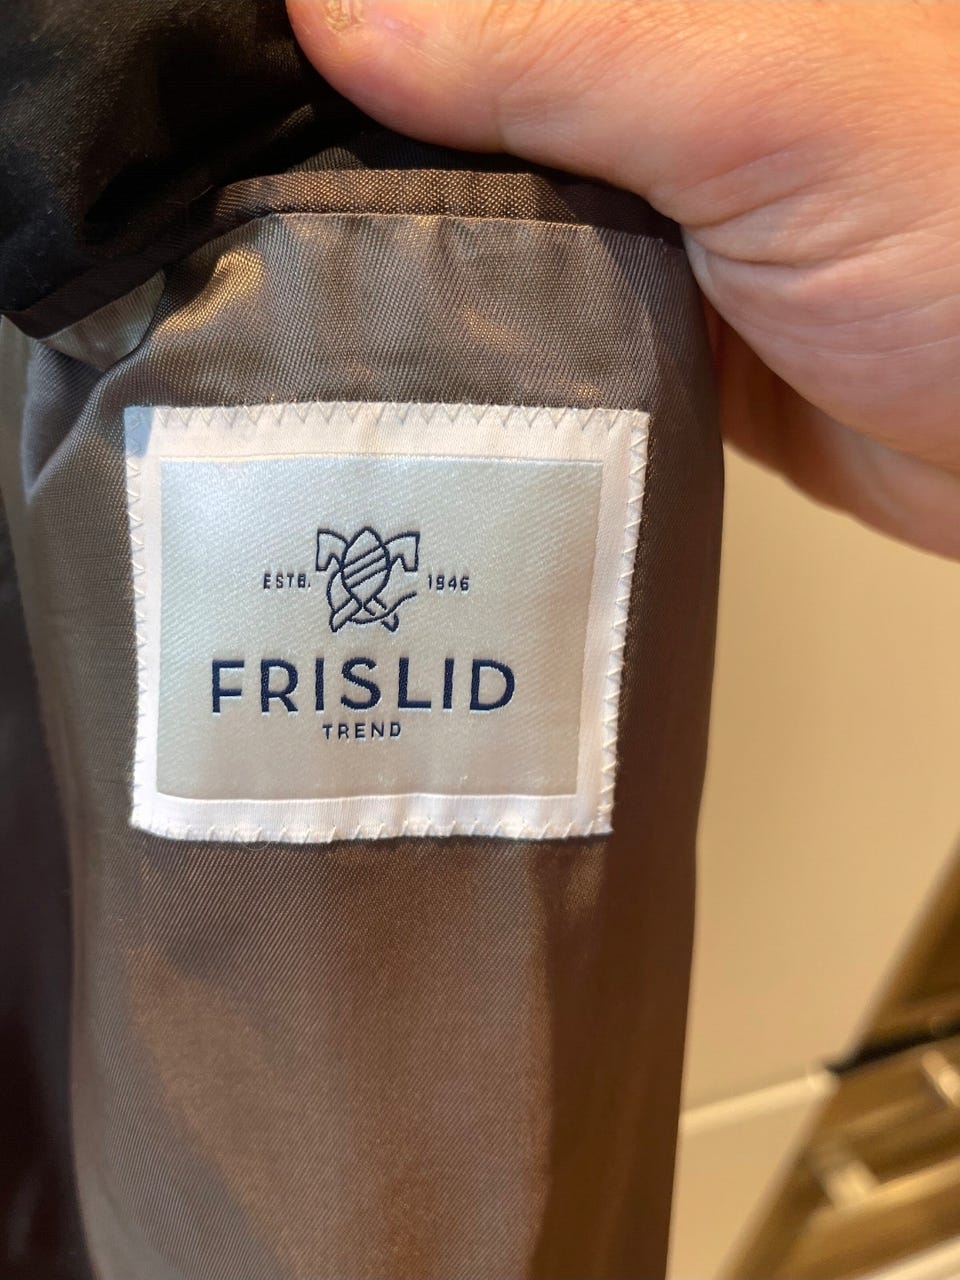 ESTB. 1946
FRISLID
TREND